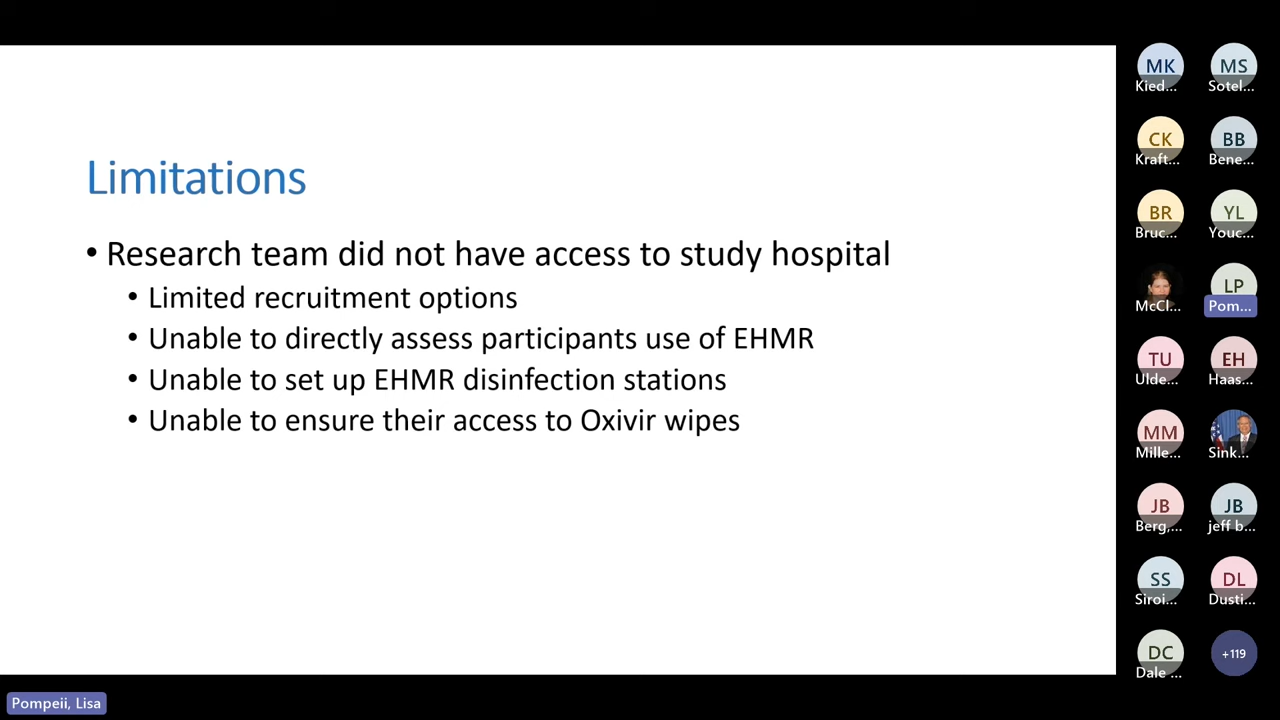 Limitations
• Research team did not have access to study hospital
• Limited recruitment options
• Unable to directly assess participants use of EHMR
• Unable to set up EHMR disinfection stations
• Unable to ensure their access to Oxivir wipes
MK
Kied...
MS
Sotel...
CK
Kraft...
BB
Bene...
BR
Bruc...
YL
Youc...
McCl...
LP
Pom...
TU
Ulde...
EH
Haas...
MM
Mille...
Sink...
JB
Berg,...
JB
jeff b...
SS
Siroi...
DL
Dusti...
DC
Dale ...
+119
Pompeii, Lisa